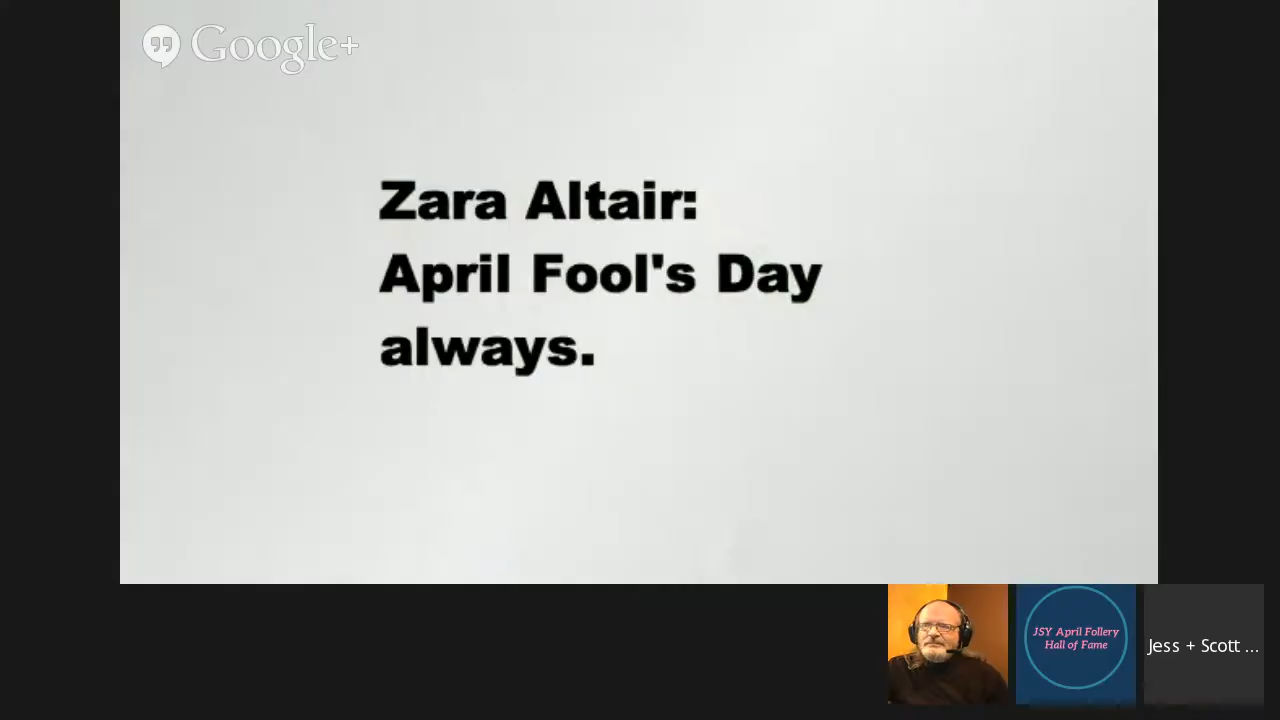 Google+
Zara Altair:
April Fool's Day
always.
JSY April Follery
Hall of Fame
Jess + Scott ...